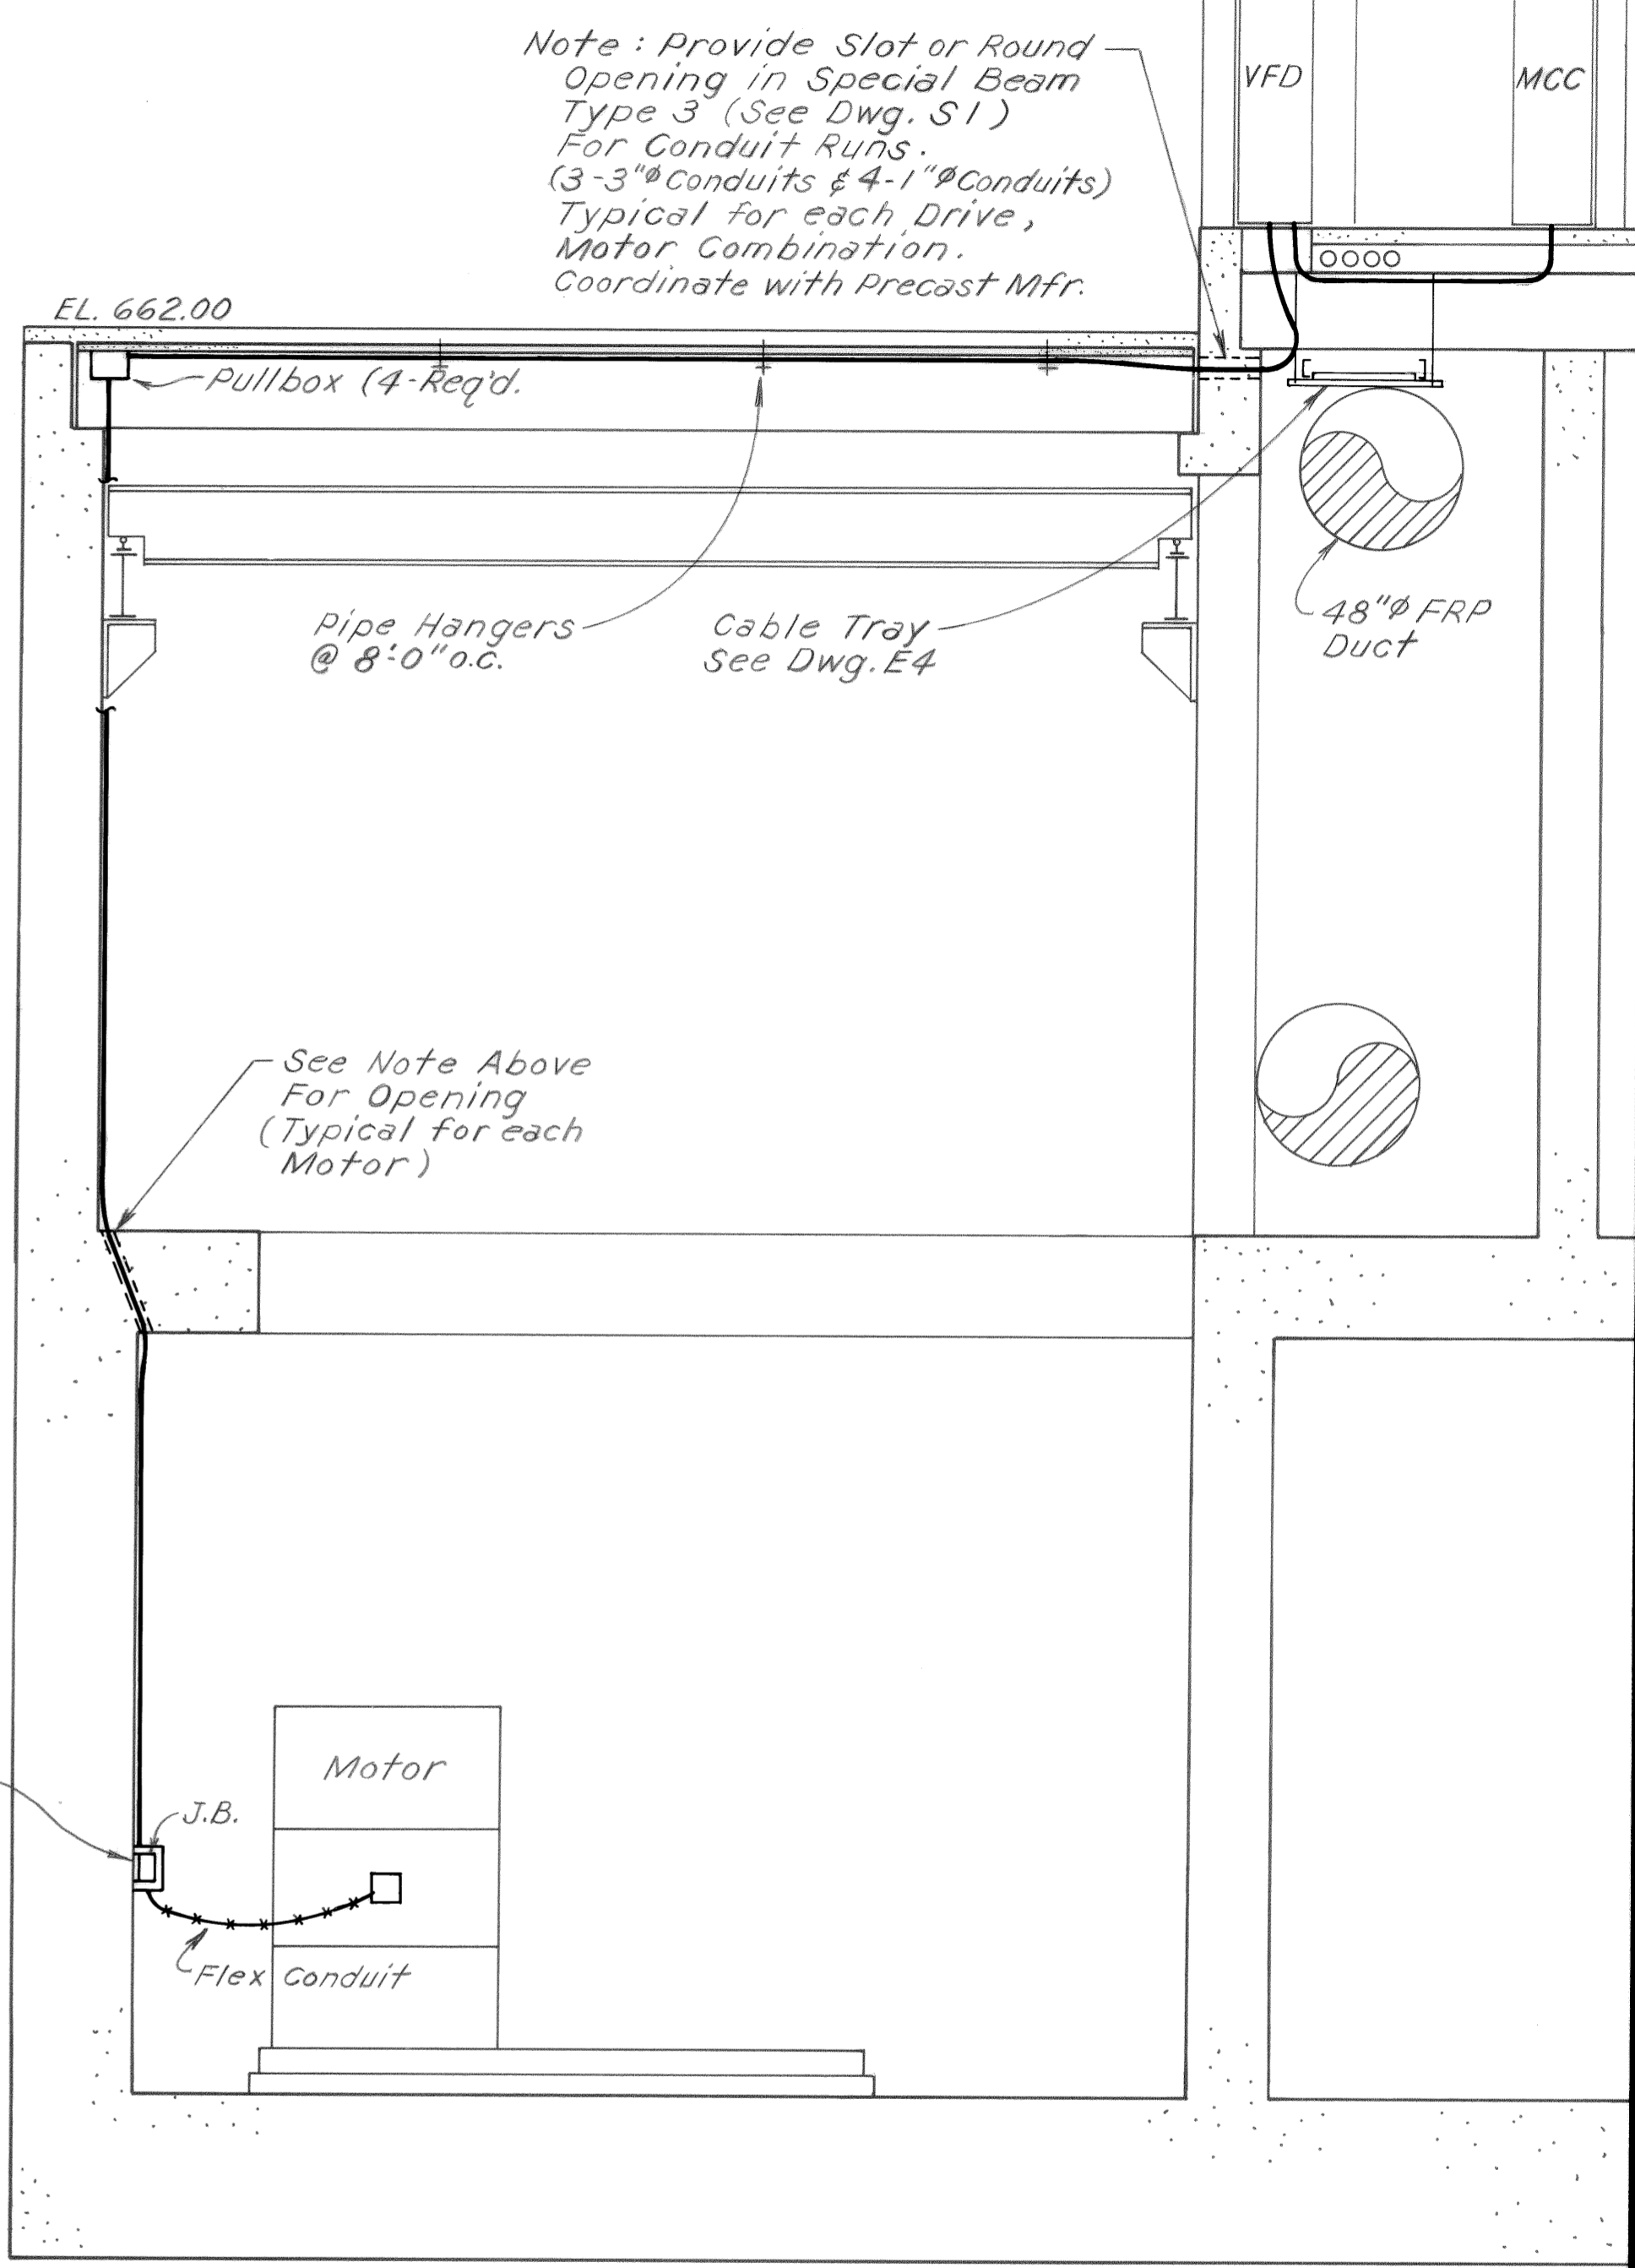 Note : Provide Slot or Round
Opening in Special Beam
Type 3 (See Dwg. S1)
For Conduit Runs.
(3-3"ø Conduits & 4-1"ø Conduits)
Typical for each Drive,
Motor Combination.
Coordinate with Precast Mfr.
VFD
MCC
EL. 662.00
Pullbox (4-Req'd.
Pipe Hangers
@ 8'-0" o.c.
Cable Tray
See Dwg. E4
48"ø FRP
Duct
See Note Above
For Opening
(Typical for each
Motor)
Motor
J.B.
Flex Conduit